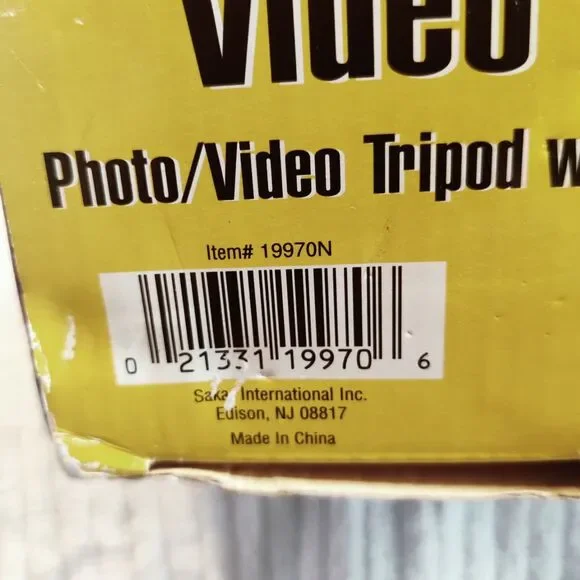 Video
Photo/Video Tripod w
Item# 19970N
0 21331 19970 6
Sakar International Inc.
Edison, NJ 08817
Made In China